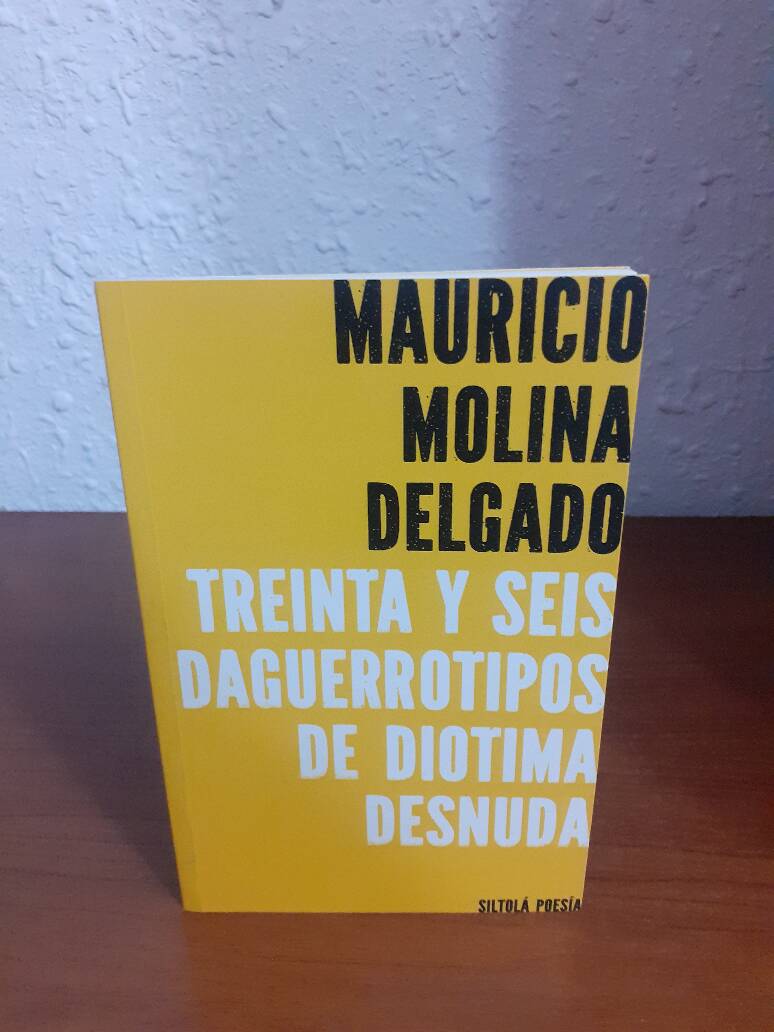 MAURICIO
MOLINA
DELGADO
TREINTA Y SEIS
DAGUERROTIPOS
DE DIOTIMA
DESNUDA
SILTOLÁ POESÍA